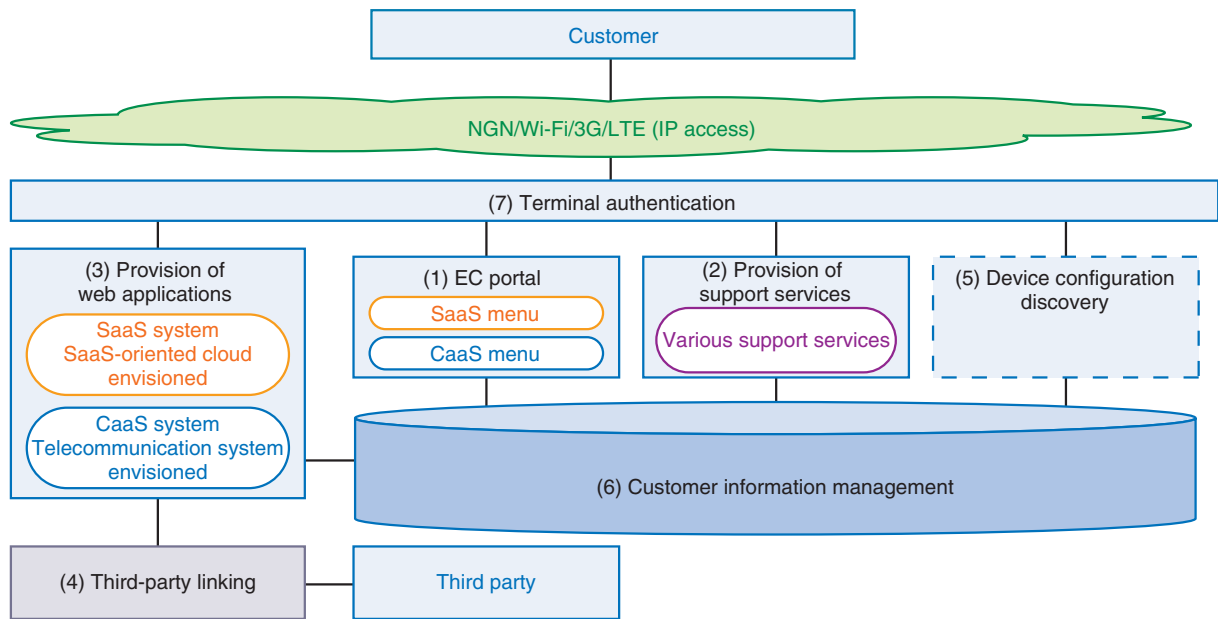 Customer
NGN/Wi-Fi/3G/LTE (IP access)
(7) Terminal authentication
(3) Provision of
web applications
SaaS system
SaaS-oriented cloud
envisioned
CaaS system
Telecommunication system
envisioned
(1) EC portal
SaaS menu
CaaS menu
(2) Provision of
support services
Various support services
(5) Device configuration
discovery
(6) Customer information management
(4) Third-party linking
Third party